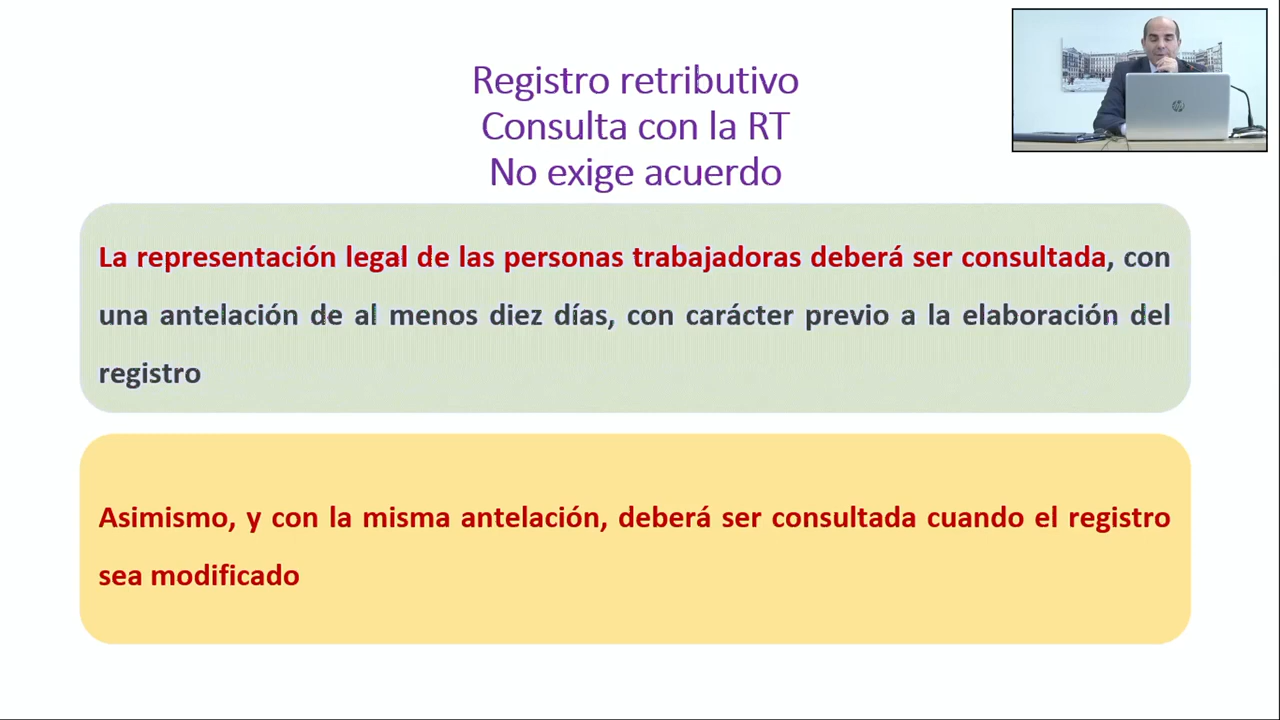 Registro retributivo
Consulta con la RT
No exige acuerdo
La representación legal de las personas trabajadoras deberá ser consultada, con
una antelación de al menos diez días, con carácter previo a la elaboración del
registro
Asimismo, y con la misma antelación, deberá ser consultada cuando el registro
sea modificado
hp